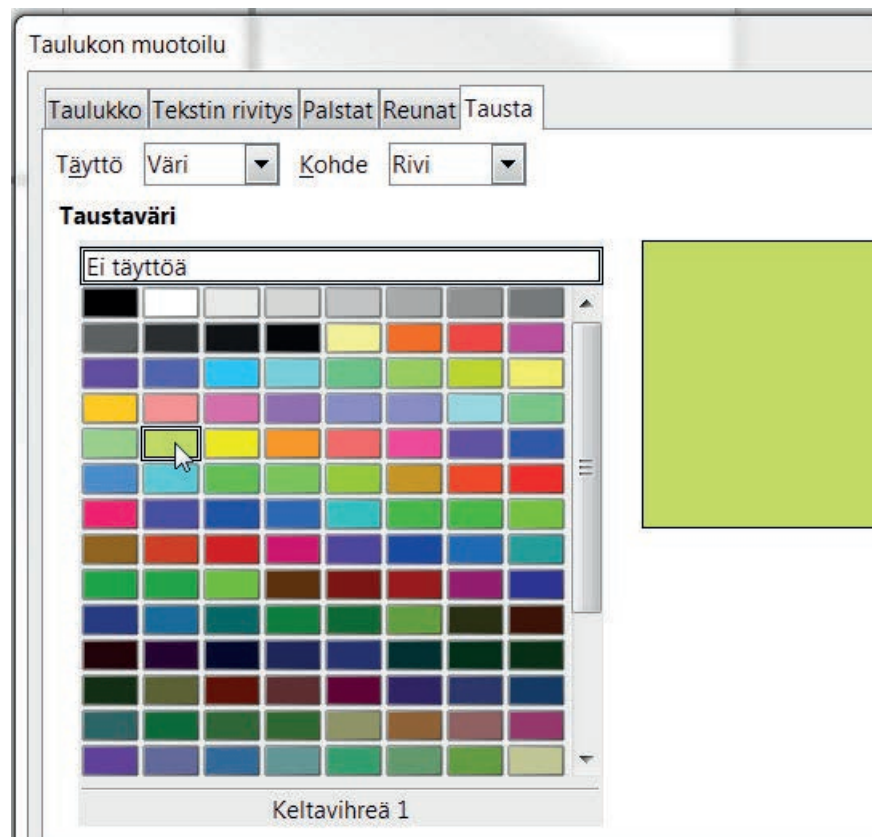 Taulukon muotoilu
Taulukko Tekstin rivitys Palstat Reunat Tausta
Täyttö Väri Kohde Rivi
Taustaväri
Ei täyttöä
Keltavihreä 1